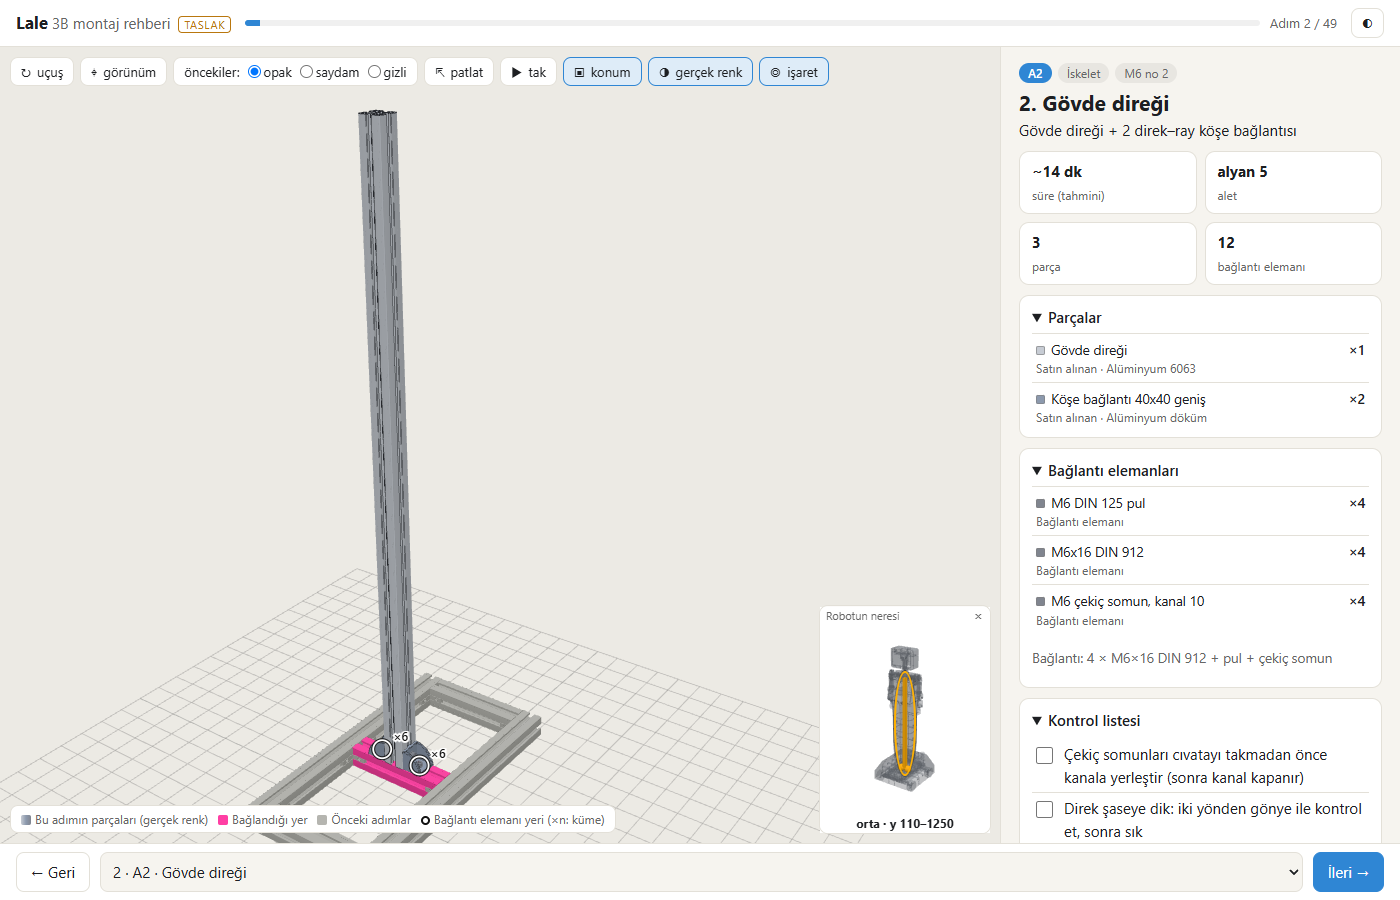 Lale 3B montaj rehberi TASLAK
Adım 2 / 49
↻ uçuş
⌖ görünüm
öncekiler: opak saydam gizli
⇱ patlat
▶ tak
▣ konum
◑ gerçek renk
◎ işaret
A2 İskelet M6 no 2
2. Gövde direği
Gövde direği + 2 direk–ray köşe bağlantısı
~14 dk
süre (tahmini)
alyan 5
alet
3
parça
12
bağlantı elemanı
▼ Parçalar
Gövde direği ×1
Satın alınan · Alüminyum 6063
Köşe bağlantı 40x40 geniş ×2
Satın alınan · Alüminyum döküm
▼ Bağlantı elemanları
M6 DIN 125 pul ×4
Bağlantı elemanı
M6x16 DIN 912 ×4
Bağlantı elemanı
M6 çekiç somun, kanal 10 ×4
Bağlantı elemanı
Bağlantı: 4 × M6×16 DIN 912 + pul + çekiç somun
▼ Kontrol listesi
Çekiç somunları cıvatayı takmadan önce
kanala yerleştir (sonra kanal kapanır)
Direk şaseye dik: iki yönden gönye ile kontrol
et, sonra sık
×6
×6
Robotun neresi ×
orta · y 110–1250
Bu adımın parçaları (gerçek renk) Bağlandığı yer Önceki adımlar Bağlantı elemanı yeri (×n: küme)
← Geri
2 · A2 · Gövde direği
İleri →